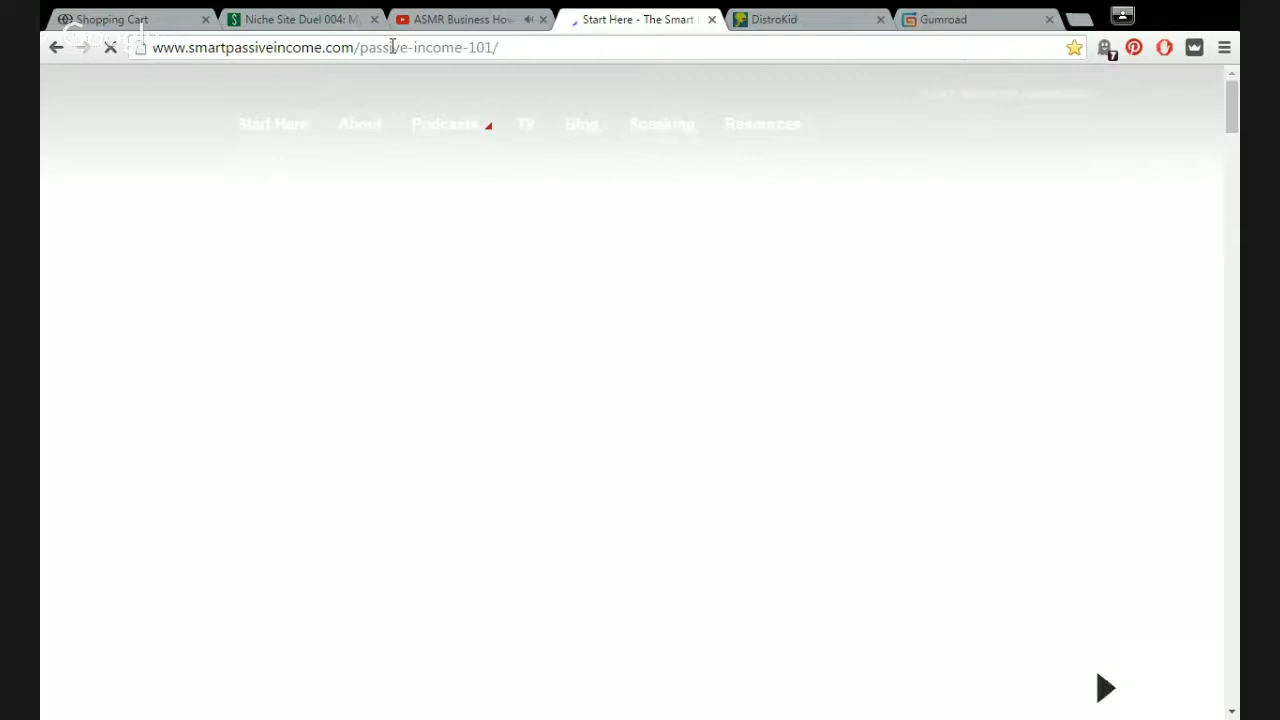 Shopping Cart
Niche Site Duel 004: M
ASMR Business How
Start Here - The Smart
DistroKid
Gumroad
www.smartpassiveincome.com/passive-income-101/
7
Start Here
About
Podcasts
TV
Blog
Speaking
Resources